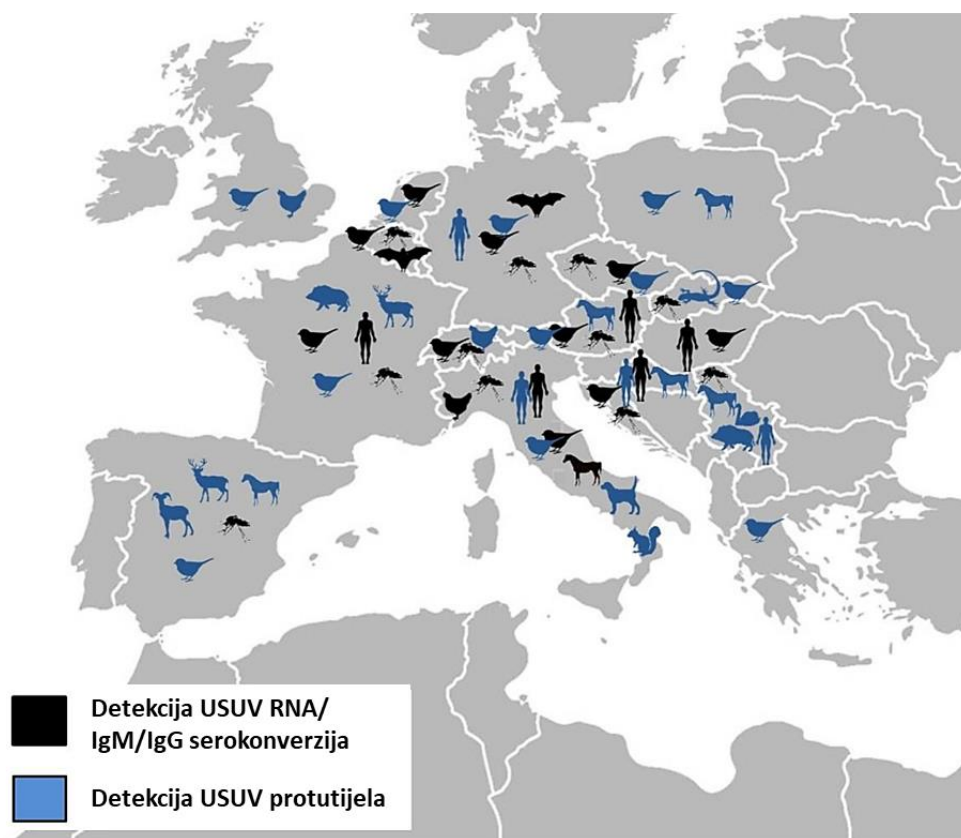 Detekcija USUV RNA/
IgM/IgG serokonverzija
Detekcija USUV protutijela